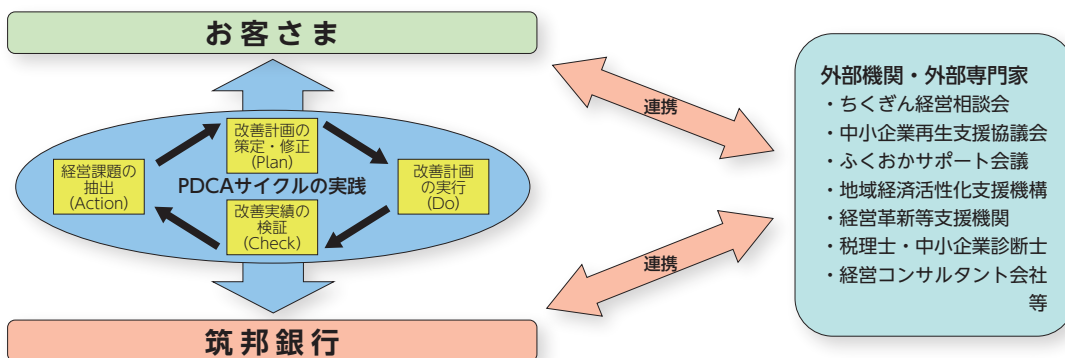 お客さま
改善計画の
策定・修正
(Plan)
経営課題の
抽出
(Action)
PDCAサイクルの実践
改善計画
の実行
(Do)
改善実績の
検証
(Check)
筑邦銀行
連携
連携
外部機関・外部専門家
・ちくぎん経営相談会
・中小企業再生支援協議会
・ふくおかサポート会議
・地域経済活性化支援機構
・経営革新等支援機関
・税理士・中小企業診断士
・経営コンサルタント会社
等